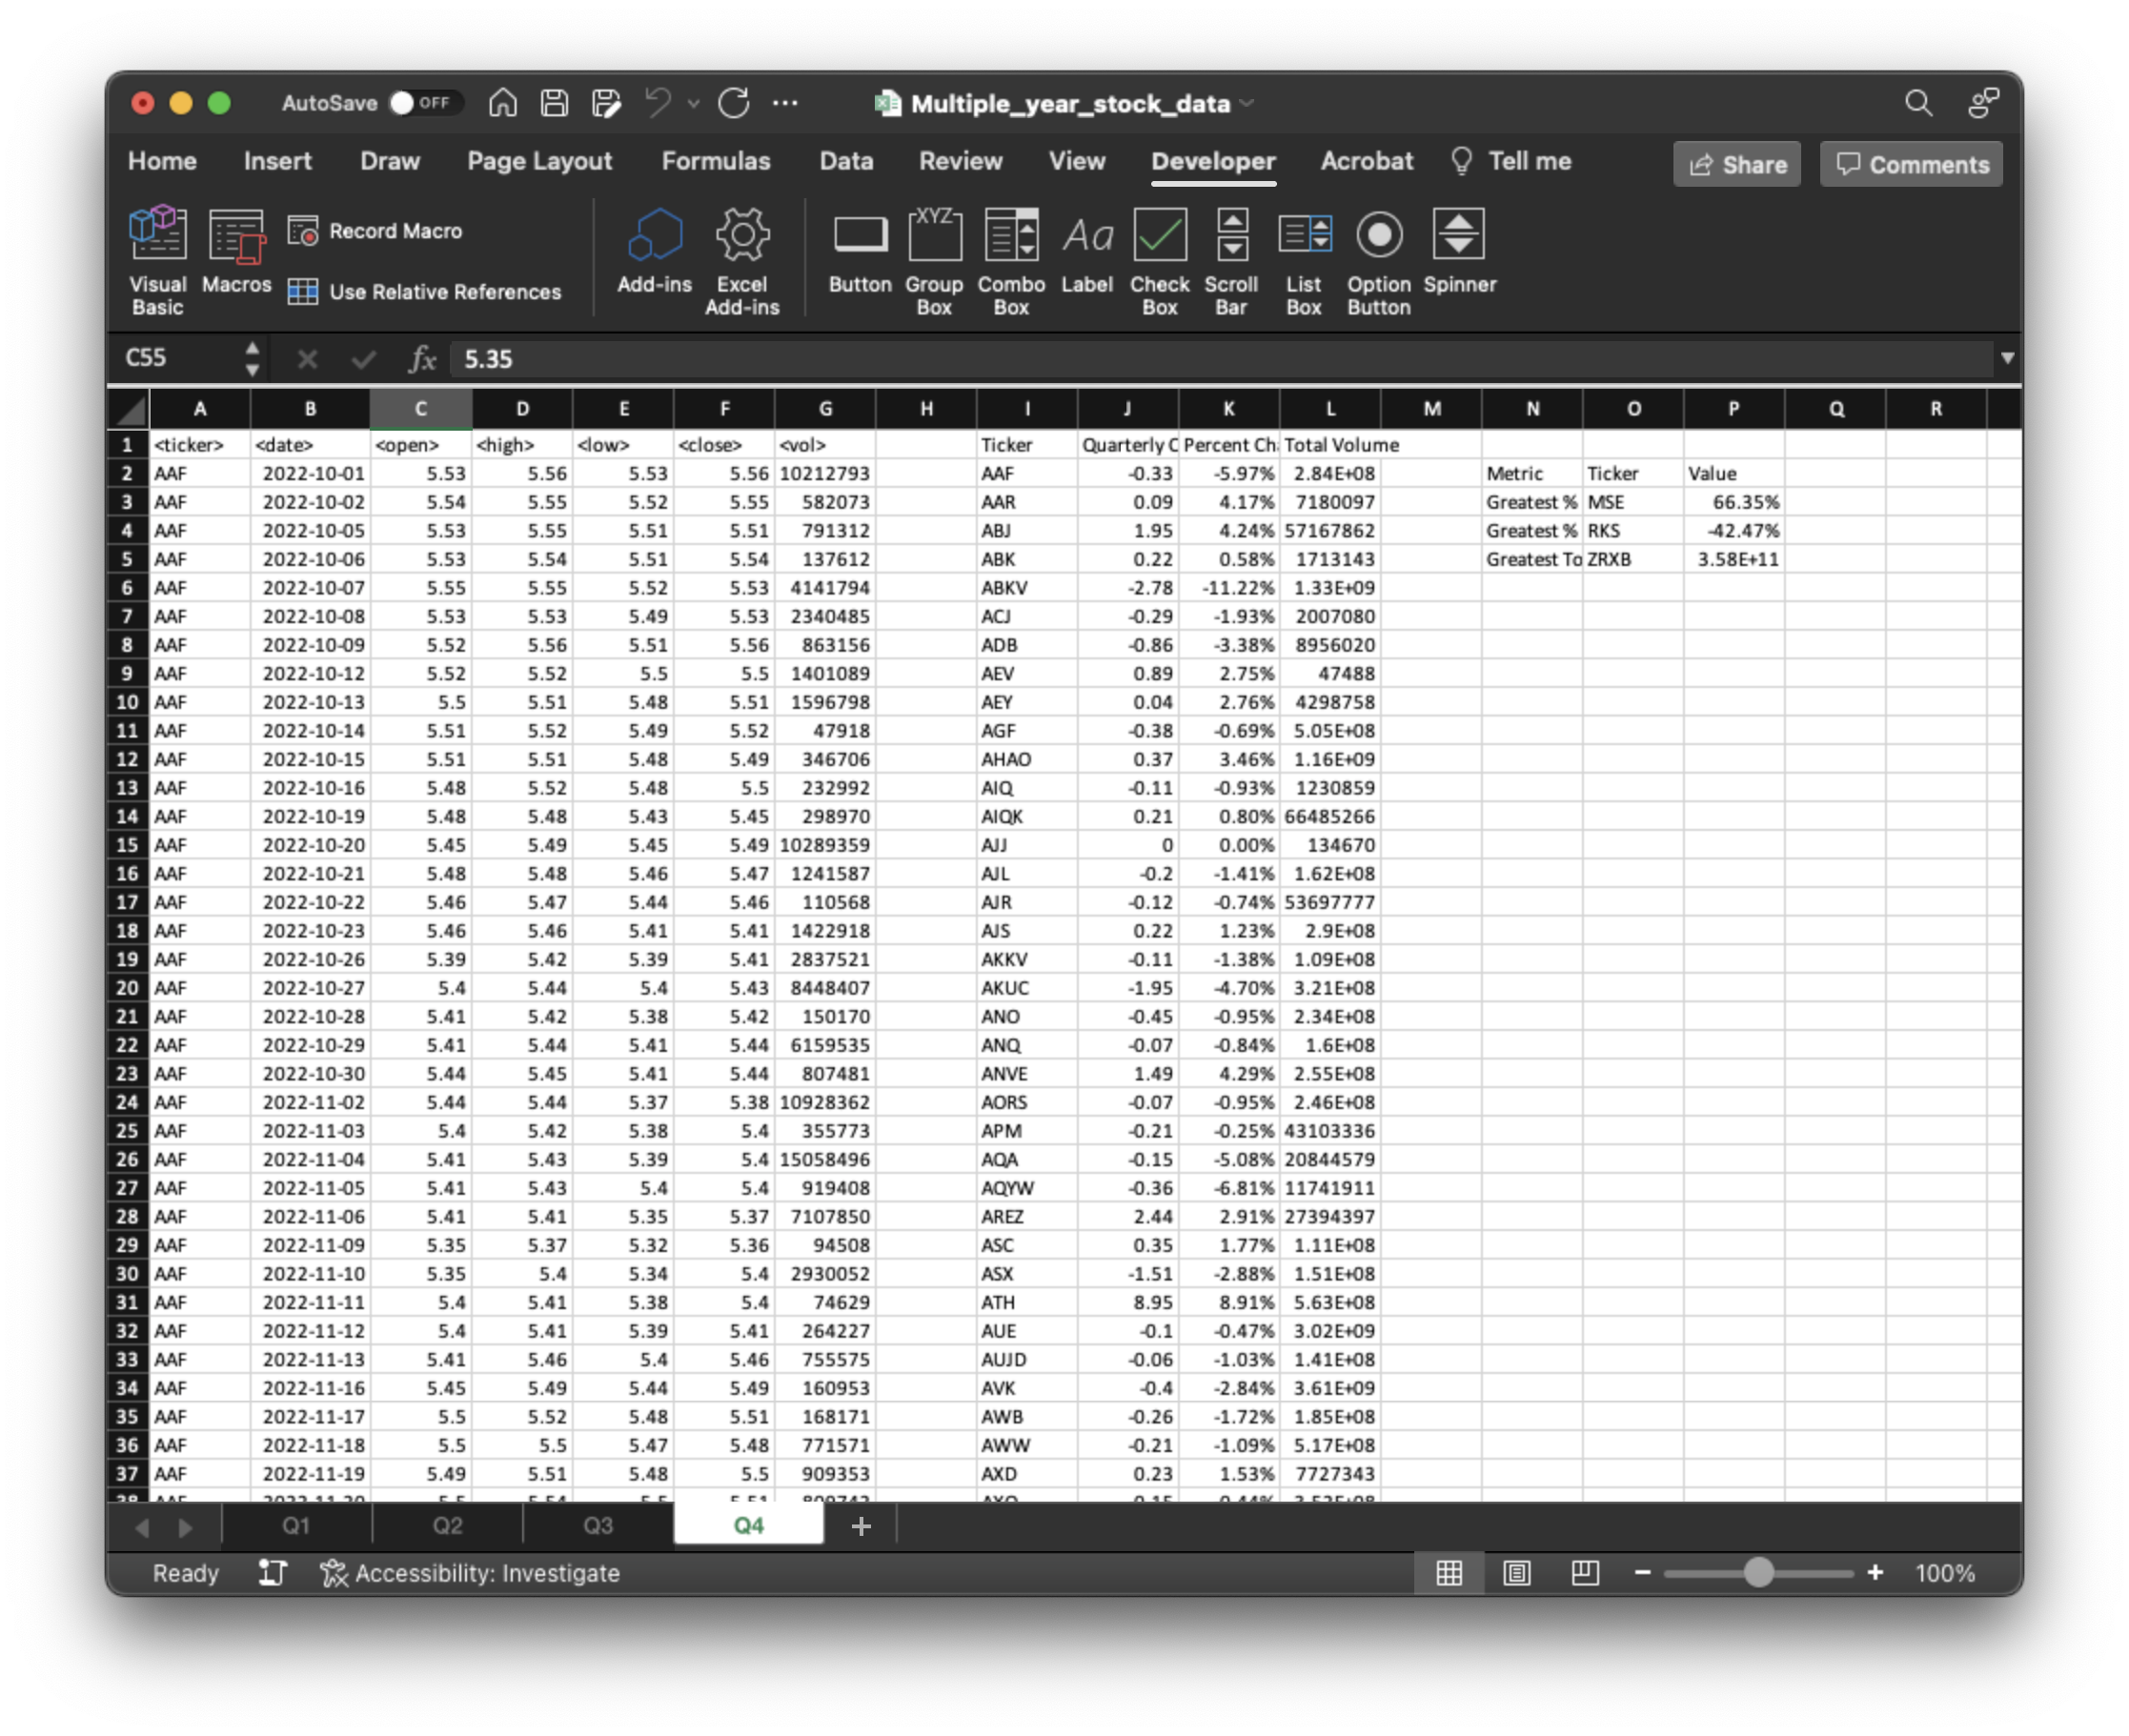 AutoSave OFF Multiple_year_stock_data
Home Insert Draw Page Layout Formulas Data Review View Developer Acrobat Tell me Share Comments
Visual Basic Macros Record Macro Use Relative References Add-ins Excel Add-ins Button Group Box XYZ Combo Box Aa Label Check Box Scroll Bar List Box Option Button Spinner
C55 fx 5.35
A B C D E F G H I J K L M N O P Q R
1 <ticker> <date> <open> <high> <low> <close> <vol> Ticker Quarterly C Percent Ch Total Volume
2 AAF 2022-10-01 5.53 5.56 5.53 5.56 10212793 AAF -0.33 -5.97% 2.84E+08 Metric Ticker Value
3 AAF 2022-10-02 5.54 5.55 5.52 5.55 582073 AAR 0.09 4.17% 7180097 Greatest % MSE 66.35%
4 AAF 2022-10-05 5.53 5.55 5.51 5.51 791312 ABJ 1.95 4.24% 57167862 Greatest % RKS -42.47%
5 AAF 2022-10-06 5.53 5.54 5.51 5.54 137612 ABK 0.22 0.58% 1713143 Greatest To ZRXB 3.58E+11
6 AAF 2022-10-07 5.55 5.55 5.52 5.53 4141794 ABKV -2.78 -11.22% 1.33E+09
7 AAF 2022-10-08 5.53 5.53 5.49 5.53 2340485 ACJ -0.29 -1.93% 2007080
8 AAF 2022-10-09 5.52 5.56 5.51 5.56 863156 ADB -0.86 -3.38% 8956020
9 AAF 2022-10-12 5.52 5.52 5.5 5.5 1401089 AEV 0.89 2.75% 47488
10 AAF 2022-10-13 5.5 5.51 5.48 5.51 1596798 AEY 0.04 2.76% 4298758
11 AAF 2022-10-14 5.51 5.52 5.49 5.52 47918 AGF -0.38 -0.69% 5.05E+08
12 AAF 2022-10-15 5.51 5.51 5.48 5.49 346706 AHAO 0.37 3.46% 1.16E+09
13 AAF 2022-10-16 5.48 5.52 5.48 5.5 232992 AIQ -0.11 -0.93% 1230859
14 AAF 2022-10-19 5.48 5.48 5.43 5.45 298970 AIQK 0.21 0.80% 66485266
15 AAF 2022-10-20 5.45 5.49 5.45 5.49 10289359 AJJ 0 0.00% 134670
16 AAF 2022-10-21 5.48 5.48 5.46 5.47 1241587 AJL -0.2 -1.41% 1.62E+08
17 AAF 2022-10-22 5.46 5.47 5.44 5.46 110568 AJR -0.12 -0.74% 53697777
18 AAF 2022-10-23 5.46 5.46 5.41 5.41 1422918 AJS 0.22 1.23% 2.9E+08
19 AAF 2022-10-26 5.39 5.42 5.39 5.41 2837521 AKKV -0.11 -1.38% 1.09E+08
20 AAF 2022-10-27 5.4 5.44 5.4 5.43 8448407 AKUC -1.95 -4.70% 3.21E+08
21 AAF 2022-10-28 5.41 5.42 5.38 5.42 150170 ANO -0.45 -0.95% 2.34E+08
22 AAF 2022-10-29 5.41 5.44 5.41 5.44 6159535 ANQ -0.07 -0.84% 1.6E+08
23 AAF 2022-10-30 5.44 5.45 5.41 5.44 807481 ANVE 1.49 4.29% 2.55E+08
24 AAF 2022-11-02 5.44 5.44 5.37 5.38 10928362 AORS -0.07 -0.95% 2.46E+08
25 AAF 2022-11-03 5.4 5.42 5.38 5.4 355773 APM -0.21 -0.25% 43103336
26 AAF 2022-11-04 5.41 5.43 5.39 5.4 15058496 AQA -0.15 -5.08% 20844579
27 AAF 2022-11-05 5.41 5.43 5.4 5.4 919408 AQYW -0.36 -6.81% 11741911
28 AAF 2022-11-06 5.41 5.41 5.35 5.37 7107850 AREZ 2.44 2.91% 27394397
29 AAF 2022-11-09 5.35 5.37 5.32 5.36 94508 ASC 0.35 1.77% 1.11E+08
30 AAF 2022-11-10 5.35 5.4 5.34 5.4 2930052 ASX -1.51 -2.88% 1.51E+08
31 AAF 2022-11-11 5.4 5.41 5.38 5.4 74629 ATH 8.95 8.91% 5.63E+08
32 AAF 2022-11-12 5.4 5.41 5.39 5.41 264227 AUE -0.1 -0.47% 3.02E+09
33 AAF 2022-11-13 5.41 5.46 5.4 5.46 755575 AUJD -0.06 -1.03% 1.41E+08
34 AAF 2022-11-16 5.45 5.49 5.44 5.49 160953 AVK -0.4 -2.84% 3.61E+09
35 AAF 2022-11-17 5.5 5.52 5.48 5.51 168171 AWB -0.26 -1.72% 1.85E+08
36 AAF 2022-11-18 5.5 5.5 5.47 5.48 771571 AWW -0.21 -1.09% 5.17E+08
37 AAF 2022-11-19 5.49 5.51 5.48 5.5 909353 AXD 0.23 1.53% 7727343
Q1 Q2 Q3 Q4
Ready Accessibility: Investigate 100%